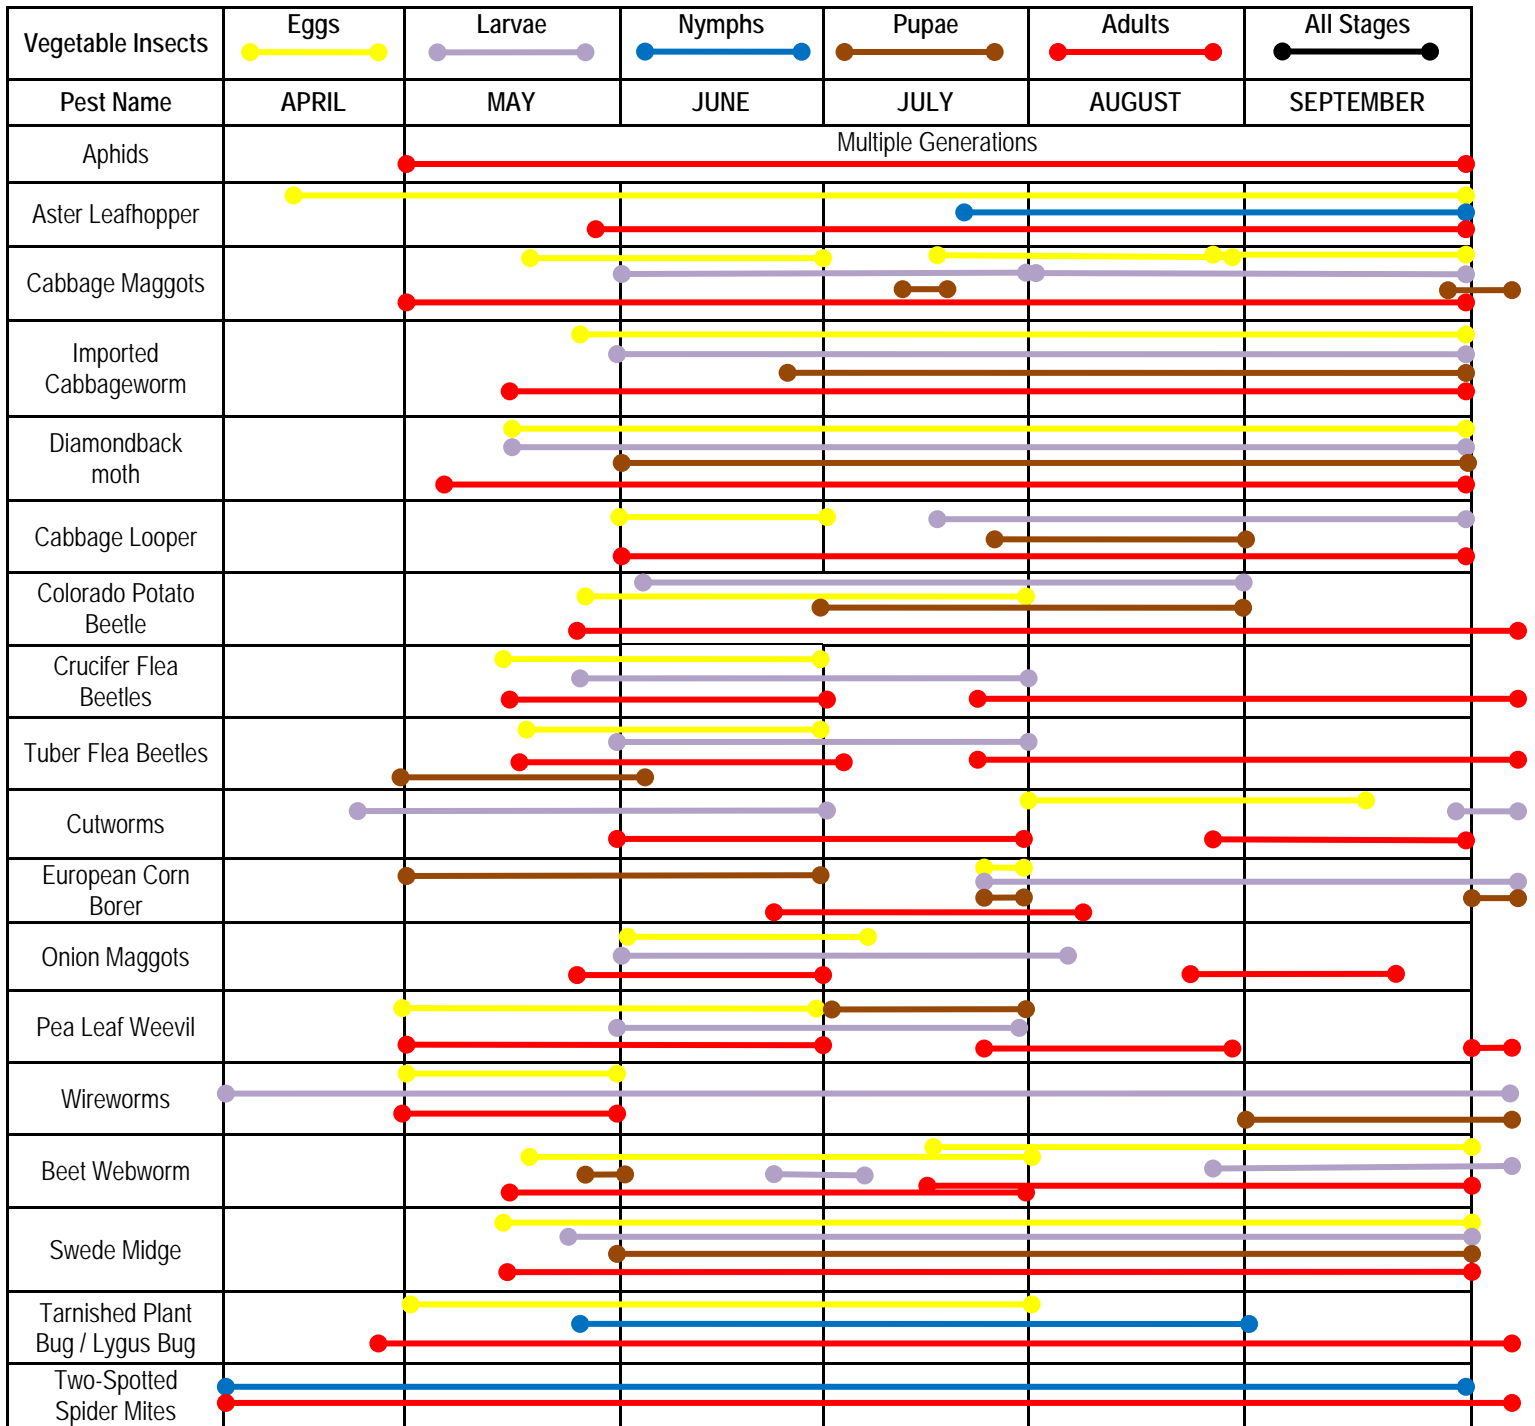 Vegetable Insects Eggs Larvae Nymphs Pupae Adults All Stages
Pest Name APRIL MAY JUNE JULY AUGUST SEPTEMBER
Aphids Multiple Generations
Aster Leafhopper
Cabbage Maggots
Imported
Cabbageworm
Diamondback
moth
Cabbage Looper
Colorado Potato
Beetle
Crucifer Flea
Beetles
Tuber Flea Beetles
Cutworms
European Corn
Borer
Onion Maggots
Pea Leaf Weevil
Wireworms
Beet Webworm
Swede Midge
Tarnished Plant
Bug / Lygus Bug
Two-Spotted
Spider Mites